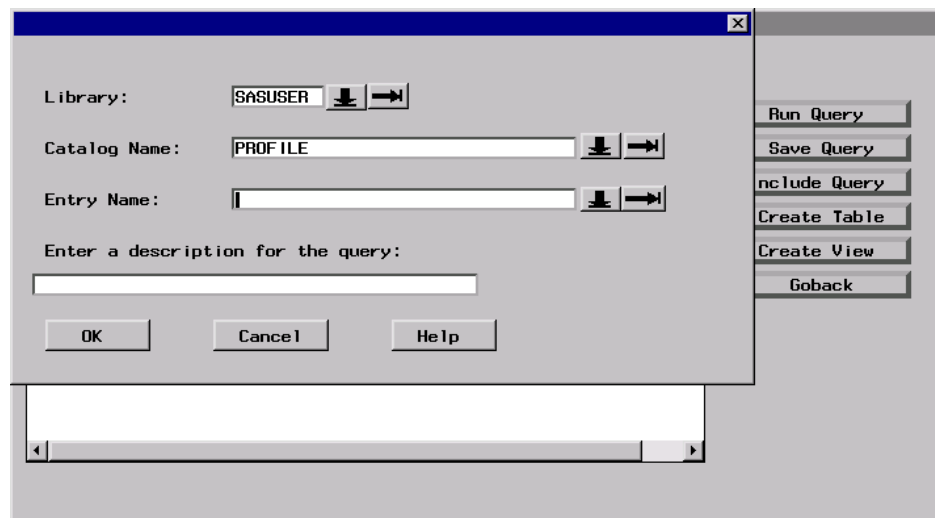 Library: SASUSER
Catalog Name: PROFILE
Entry Name:
Enter a description for the query:
OK Cancel Help
Run Query
Save Query
nclude Query
Create Table
Create View
Goback